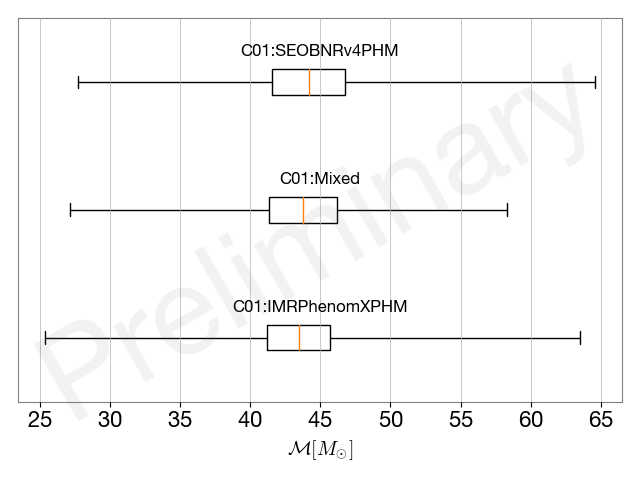 C01:SEOBNRv4PHM
C01:Mixed
C01:IMRPhenomXPHM
Preliminary
25 30 35 40 45 50 55 60 65
ℳ[M⊙]